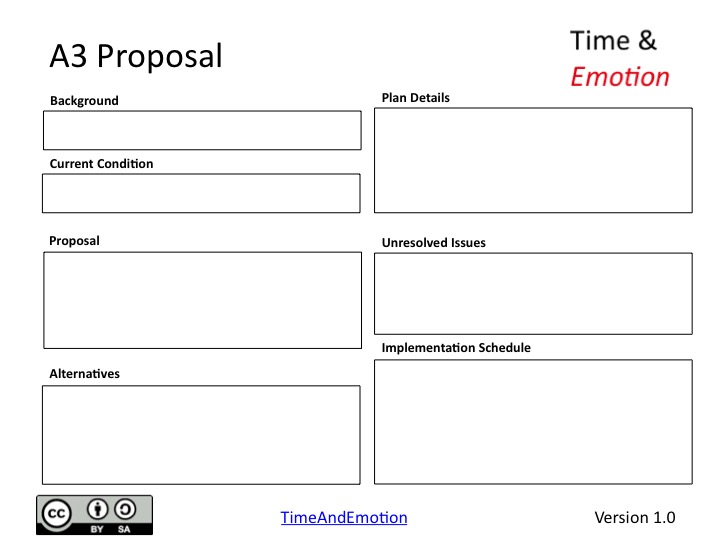 A3 Proposal
Time &
Emotion
Background
Current Condition
Proposal
Alternatives
Plan Details
Unresolved Issues
Implementation Schedule
cc
BY SA
TimeAndEmotion
Version 1.0